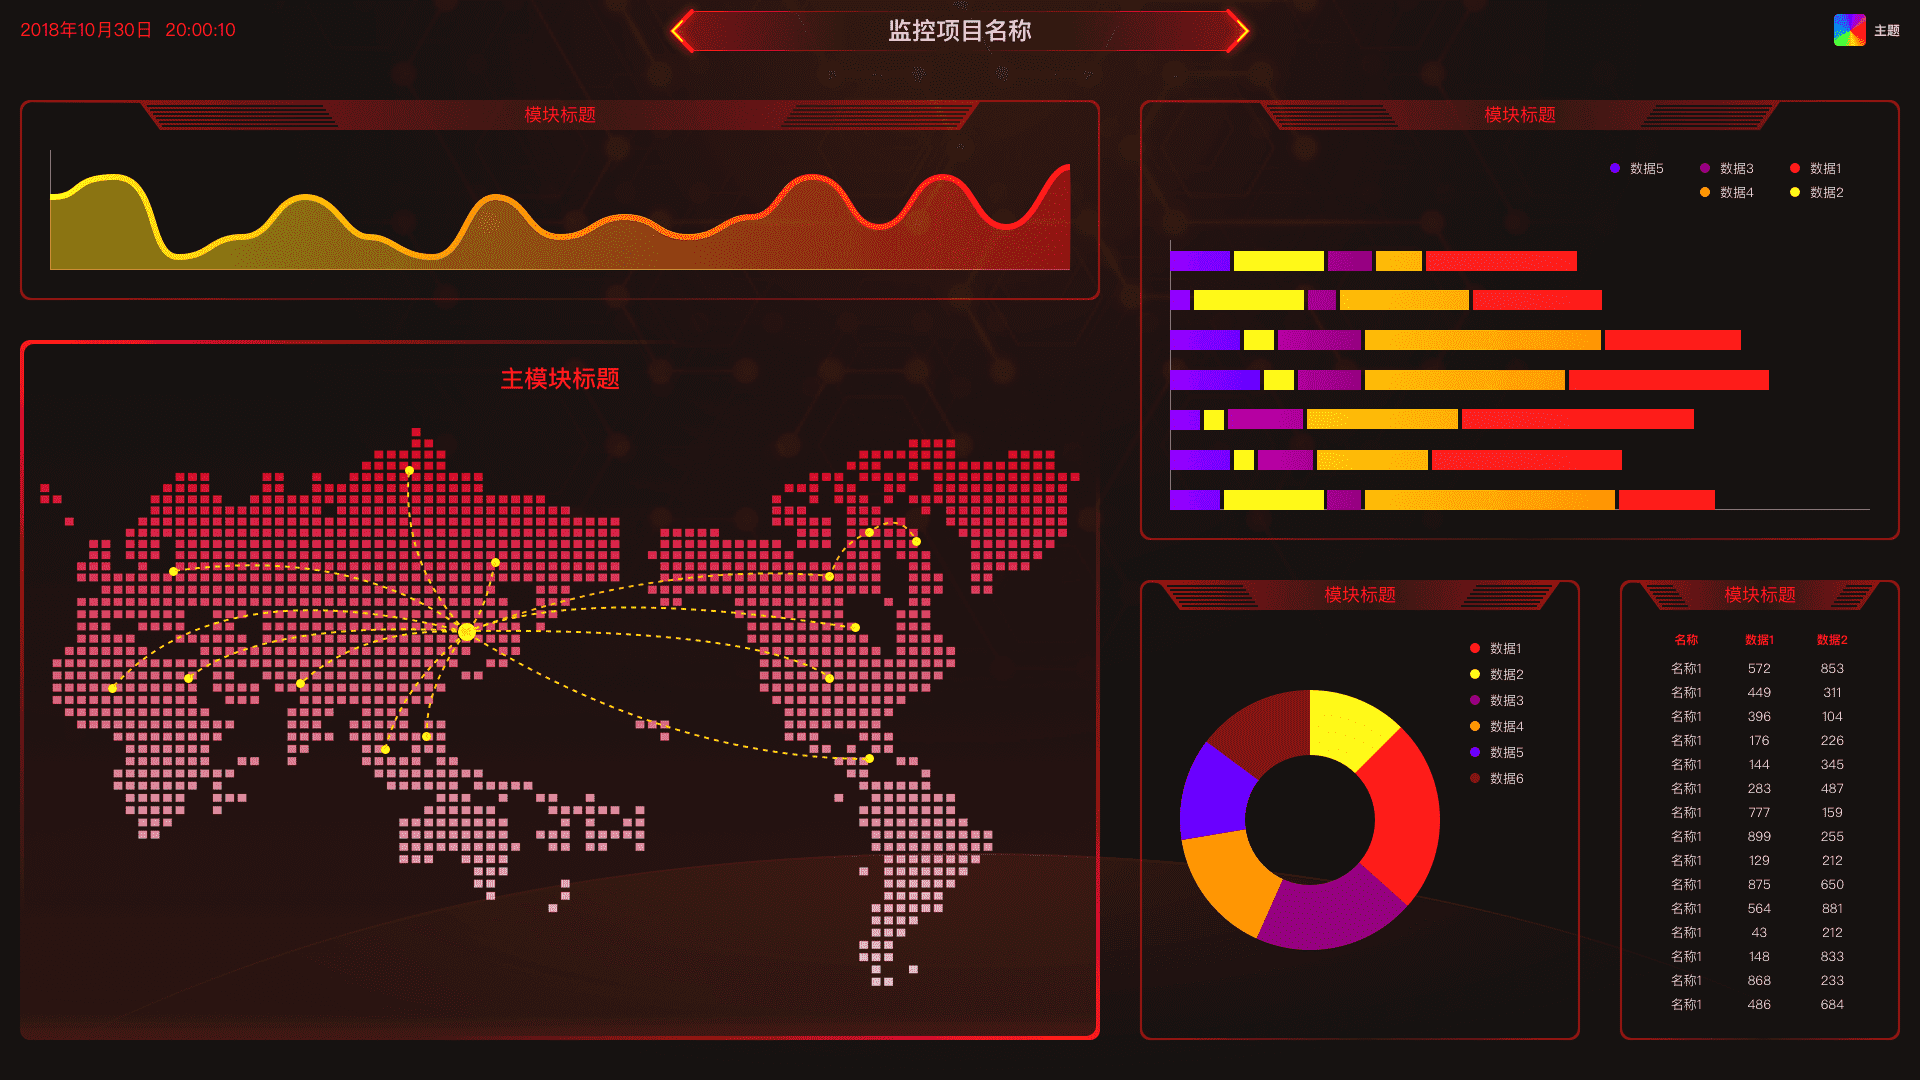 2018年10月30日 20:00:10
监控项目名称
主题
模块标题
主模块标题
模块标题
数据5 数据3 数据1
数据4 数据2
模块标题
数据1
数据2
数据3
数据4
数据5
数据6
模块标题
名称 数据1 数据2
名称1 572 853
名称1 449 311
名称1 396 104
名称1 176 226
名称1 144 345
名称1 283 487
名称1 777 159
名称1 899 255
名称1 129 212
名称1 875 650
名称1 564 881
名称1 43 212
名称1 148 833
名称1 868 233
名称1 486 684